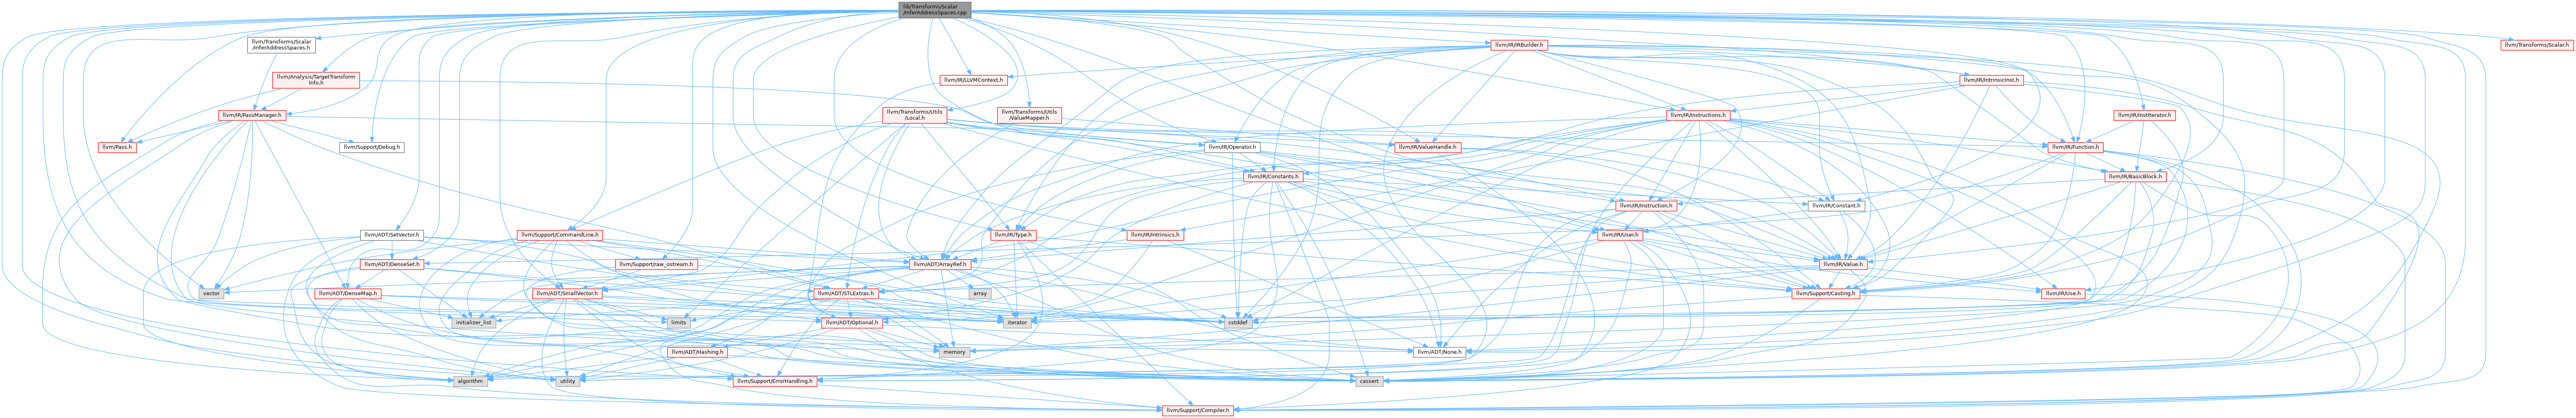 lib/Transforms/Scalar
/InferAddressSpaces.cpp
llvm/Transforms/Scalar
/InferAddressSpaces.h
llvm/IR/IRBuilder.h
llvm/Transforms/Scalar.h
llvm/Analysis/TargetTransform
Info.h
llvm/IR/LLVMContext.h
llvm/IR/IntrinsicInst.h
llvm/IR/PassManager.h
llvm/Transforms/Utils
/Local.h
llvm/Transforms/Utils
/ValueMapper.h
llvm/IR/Instructions.h
llvm/IR/InstIterator.h
llvm/Pass.h
llvm/Support/Debug.h
llvm/IR/Operator.h
llvm/IR/ValueHandle.h
llvm/IR/Function.h
llvm/IR/Constants.h
llvm/IR/BasicBlock.h
llvm/IR/Instruction.h
llvm/IR/Constant.h
llvm/ADT/SetVector.h
llvm/Support/CommandLine.h
llvm/IR/Type.h
llvm/IR/Intrinsics.h
llvm/IR/User.h
llvm/ADT/DenseSet.h
llvm/Support/raw_ostream.h
llvm/ADT/ArrayRef.h
llvm/IR/Value.h
vector
llvm/ADT/DenseMap.h
llvm/ADT/SmallVector.h
llvm/ADT/STLExtras.h
array
llvm/Support/Casting.h
llvm/IR/Use.h
initializer_list
limits
llvm/ADT/Optional.h
iterator
cstddef
llvm/ADT/Hashing.h
memory
llvm/ADT/None.h
algorithm
utility
llvm/Support/ErrorHandling.h
cassert
llvm/Support/Compiler.h